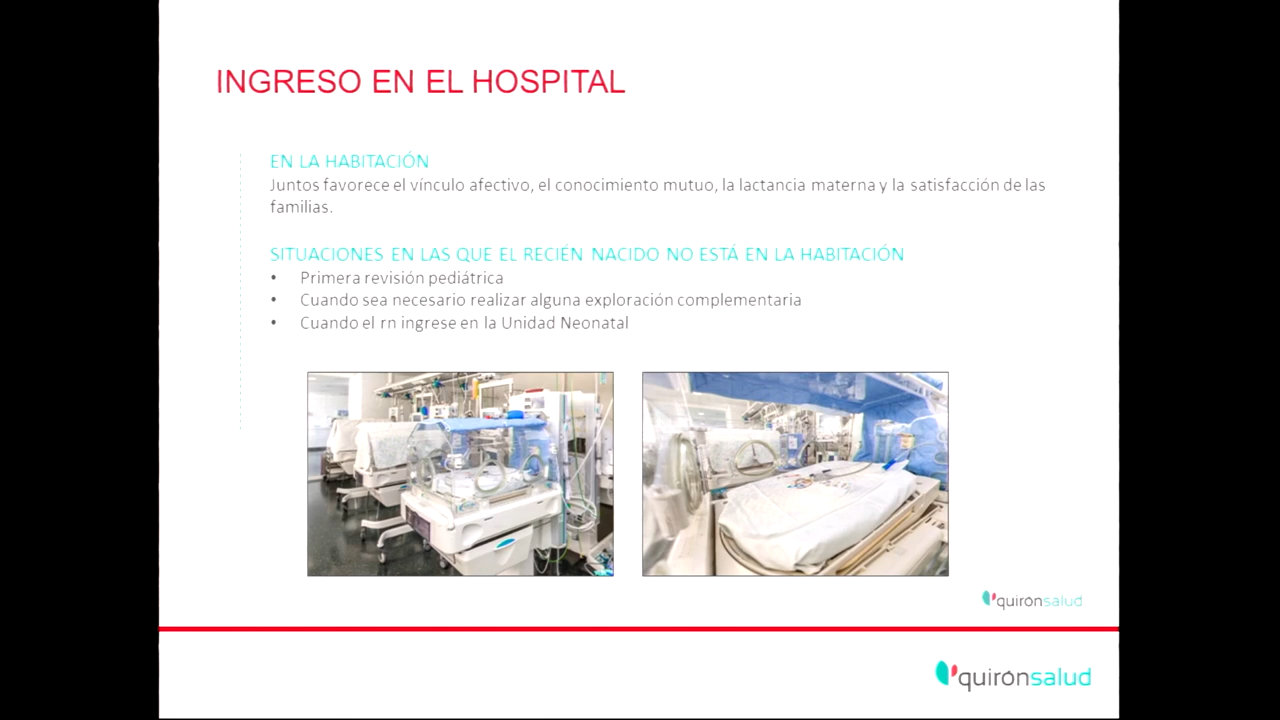 INGRESO EN EL HOSPITAL
EN LA HABITACIÓN
Juntos favorece el vínculo afectivo, el conocimiento mutuo, la lactancia materna y la satisfacción de las
familias.
SITUACIONES EN LAS QUE EL RECIÉN NACIDO NO ESTÁ EN LA HABITACIÓN
• Primera revisión pediátrica
• Cuando sea necesario realizar alguna exploración complementaria
• Cuando el rn ingrese en la Unidad Neonatal
quirónsalud
quirónsalud